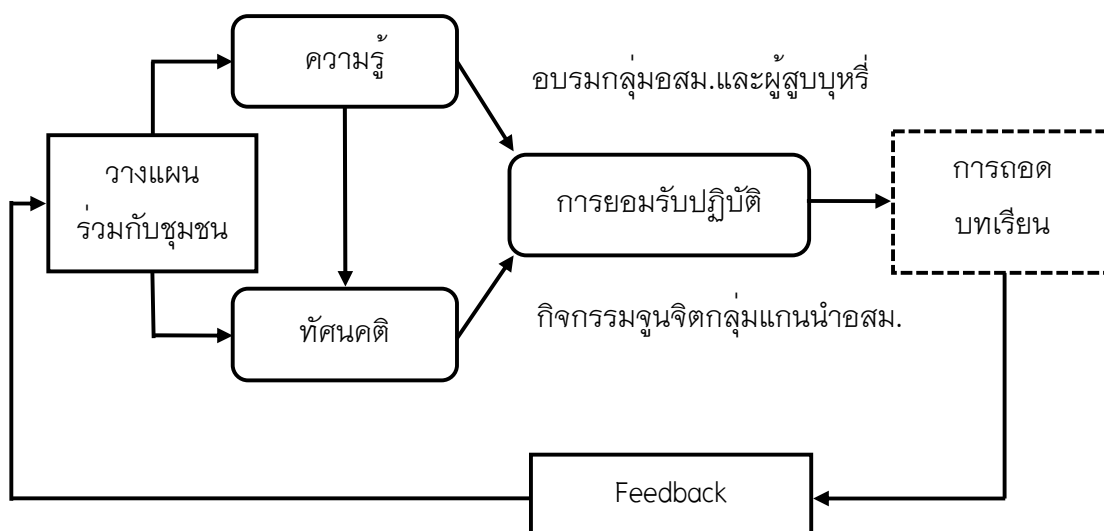 ความรู้
อบรมกลุ่มอสม.และผู้สูบบุหรี่
วางแผน
ร่วมกับชุมชน
การยอมรับปฏิบัติ
การถอด
บทเรียน
ทัศนคติ
กิจกรรมจูนจิตกลุ่มแกนนำอสม.
Feedback